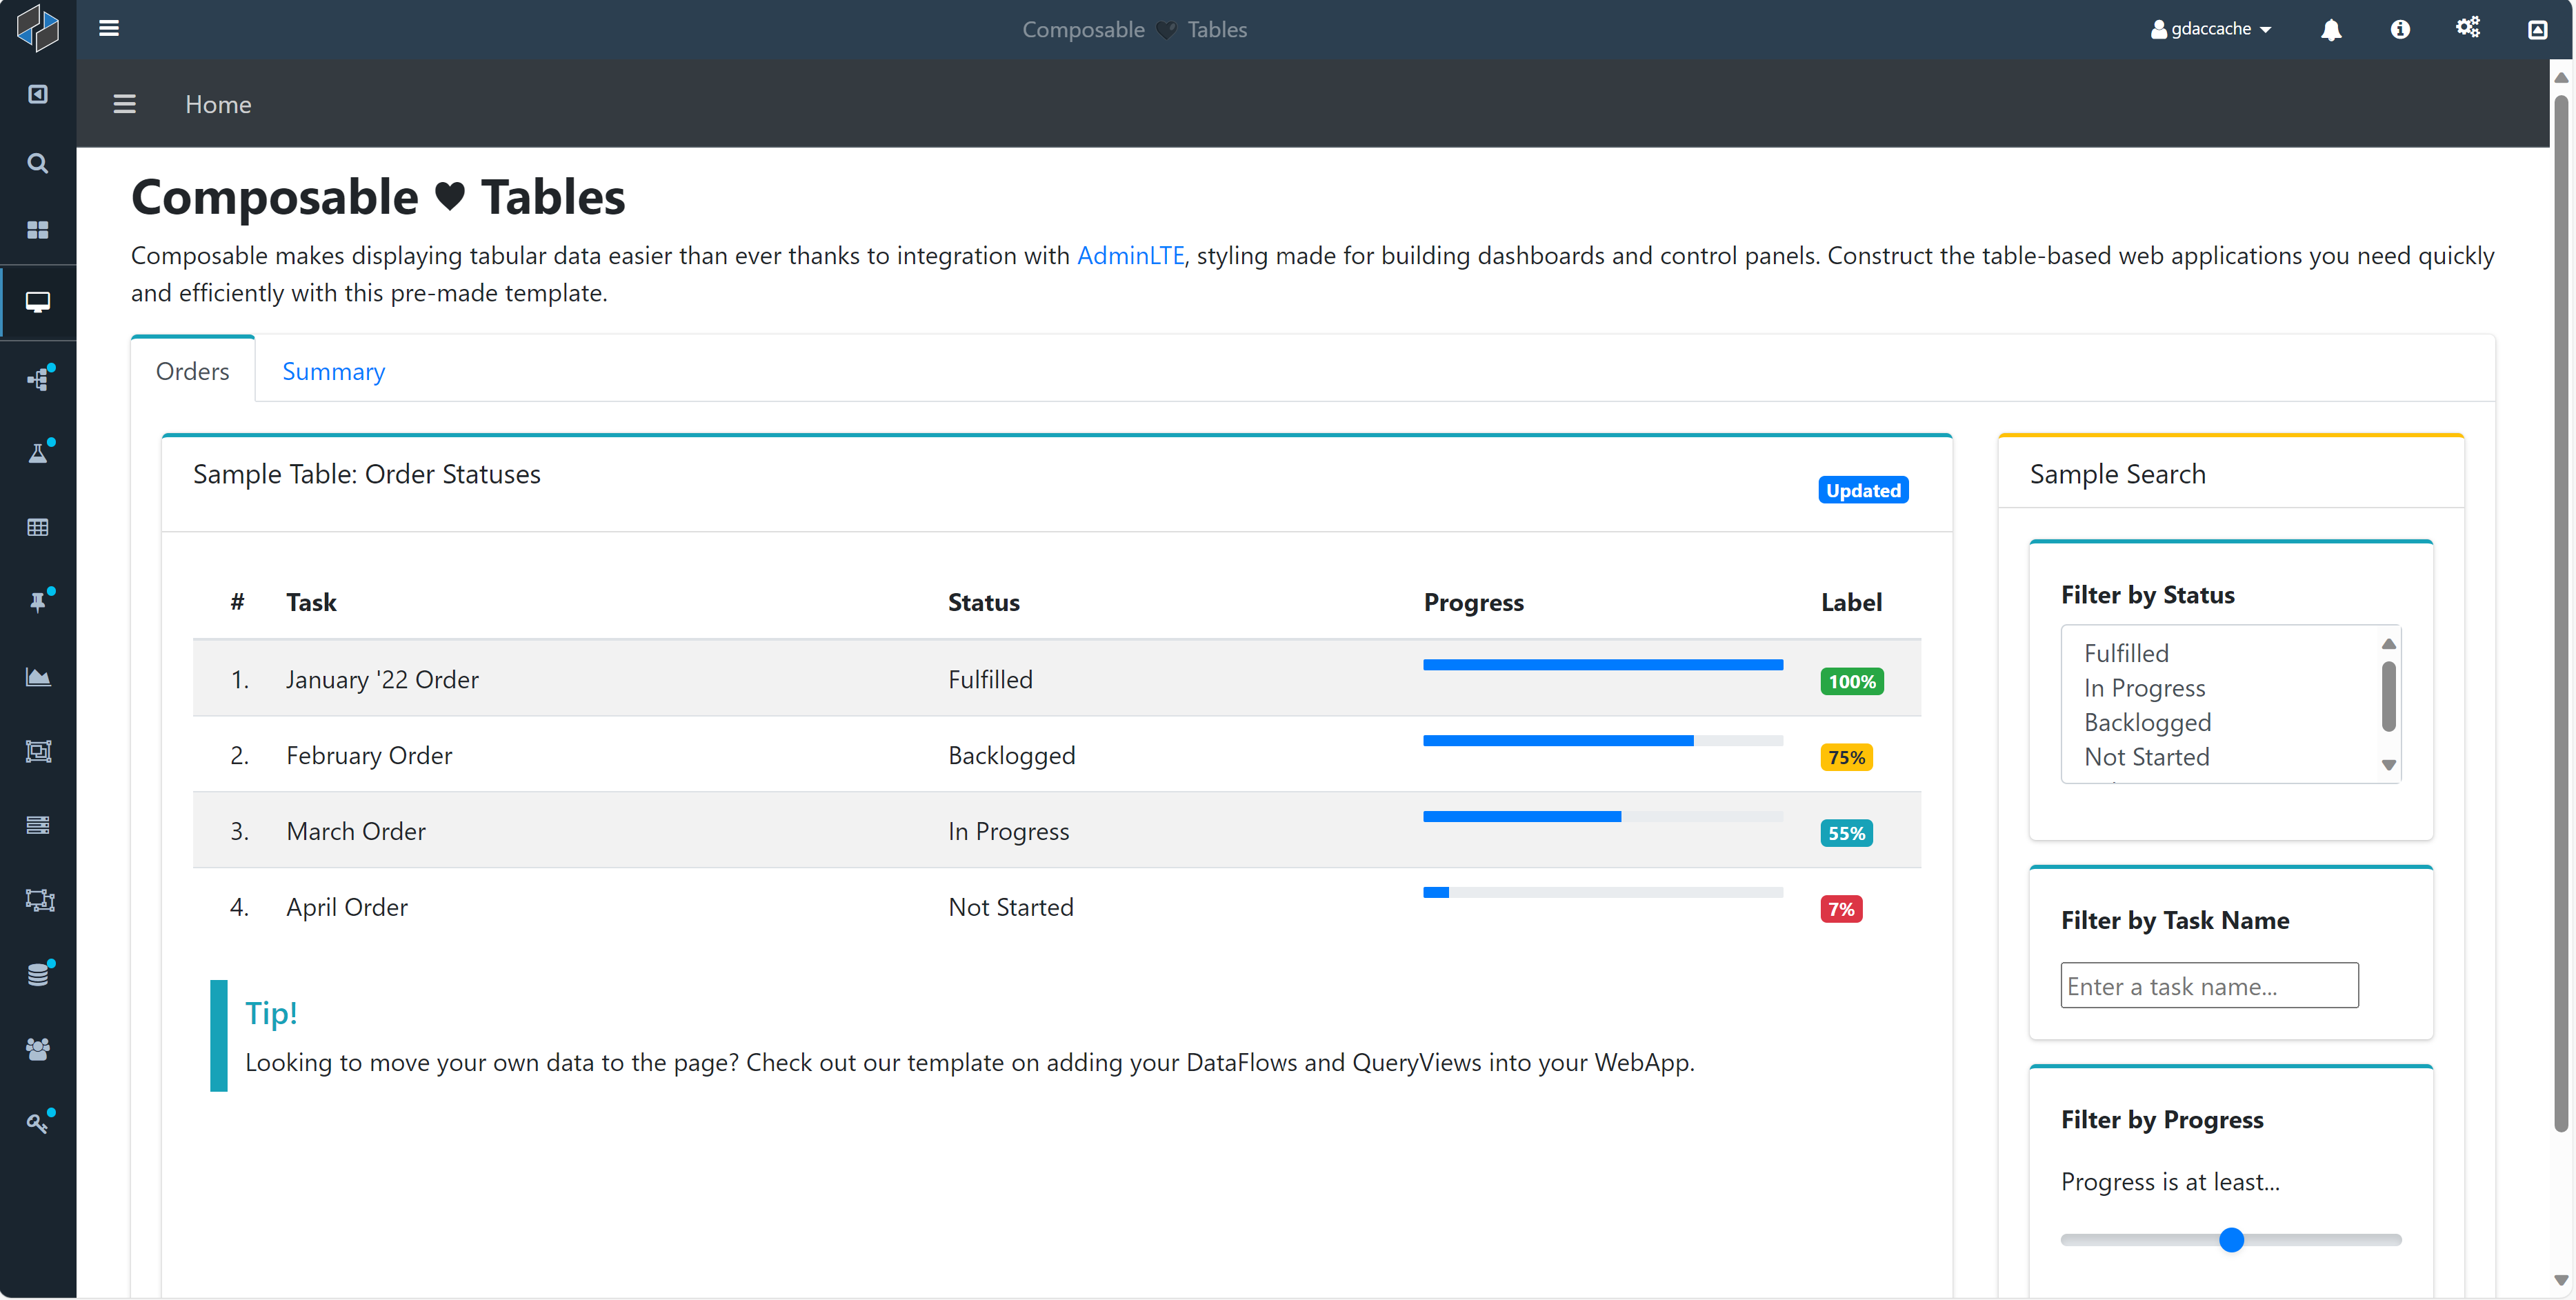 Composable 🖤 Tables
gdaccache
Home
Composable ♥ Tables
Composable makes displaying tabular data easier than ever thanks to integration with AdminLTE, styling made for building dashboards and control panels. Construct the table-based web applications you need quickly
and efficiently with this pre-made template.
Orders Summary
Sample Table: Order Statuses
Updated
# Task Status Progress Label
1. January '22 Order Fulfilled 100%
2. February Order Backlogged 75%
3. March Order In Progress 55%
4. April Order Not Started 7%
Tip!
Looking to move your own data to the page? Check out our template on adding your DataFlows and QueryViews into your WebApp.
Sample Search
Filter by Status
Fulfilled
In Progress
Backlogged
Not Started
Filter by Task Name
Enter a task name...
Filter by Progress
Progress is at least...